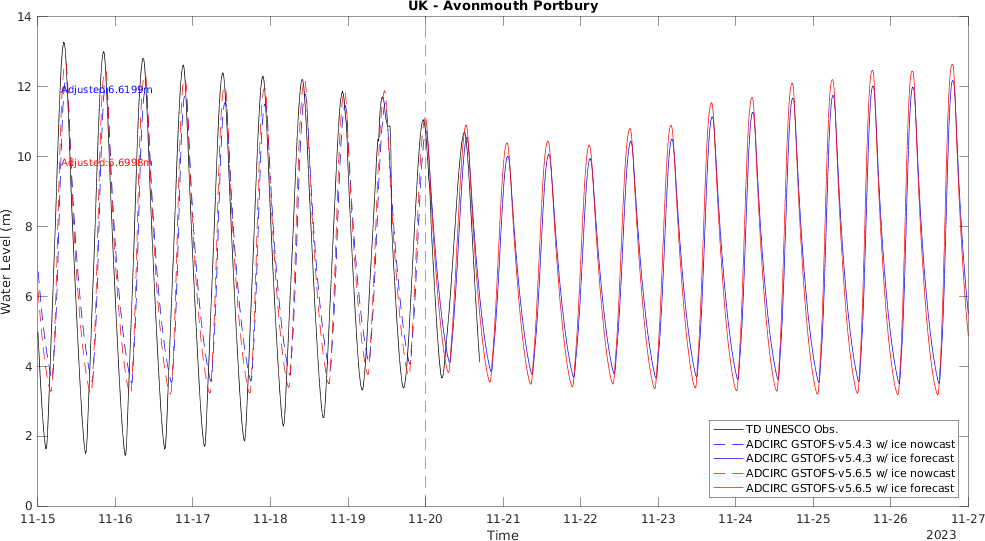 UK - Avonmouth Portbury
14
12
10
8
6
4
2
0
Water Level (m)
Adjusted:6.6199m
Adjusted:5.6998m
TD UNESCO Obs.
ADCIRC GSTOFS-v5.4.3 w/ ice nowcast
ADCIRC GSTOFS-v5.4.3 w/ ice forecast
ADCIRC GSTOFS-v5.6.5 w/ ice nowcast
ADCIRC GSTOFS-v5.6.5 w/ ice forecast
11-15 11-16 11-17 11-18 11-19 11-20 11-21 11-22 11-23 11-24 11-25 11-26 11-27
Time
2023